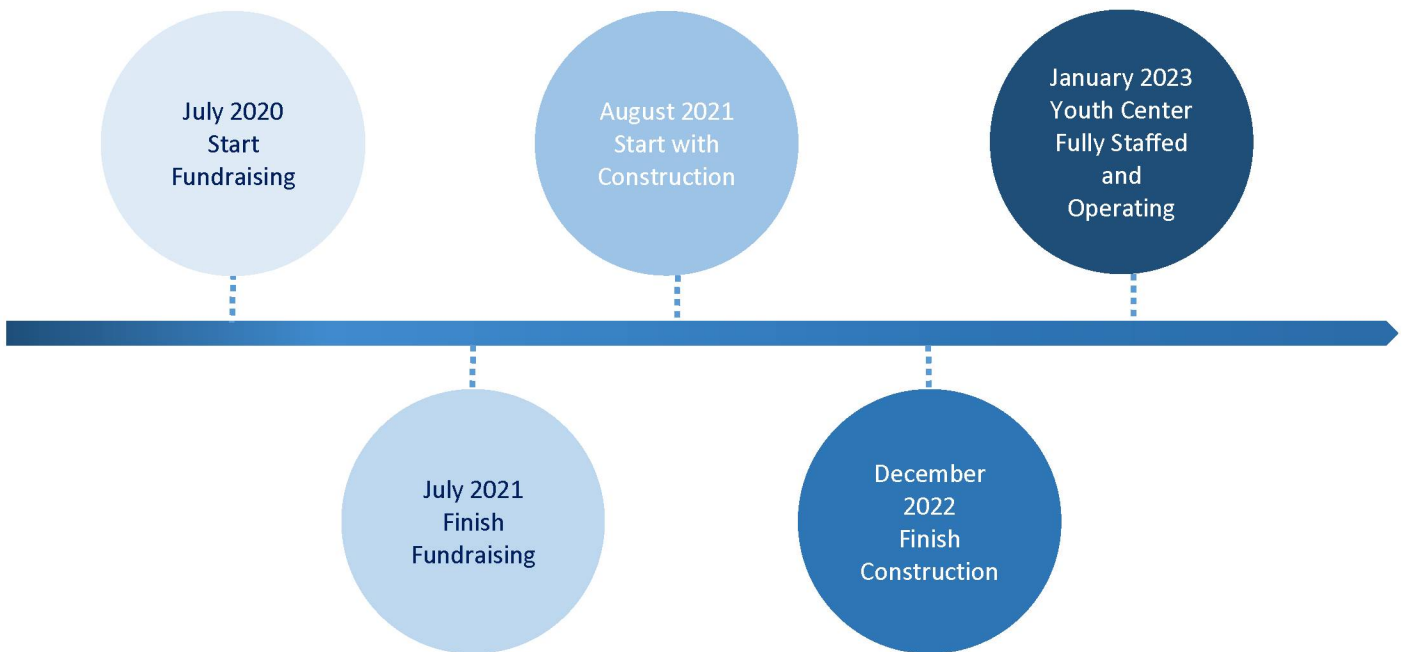 July 2020
Start
Fundraising
July 2021
Finish
Fundraising
August 2021
Start with
Construction
December
2022
Finish
Construction
January 2023
Youth Center
Fully Staffed
and
Operating